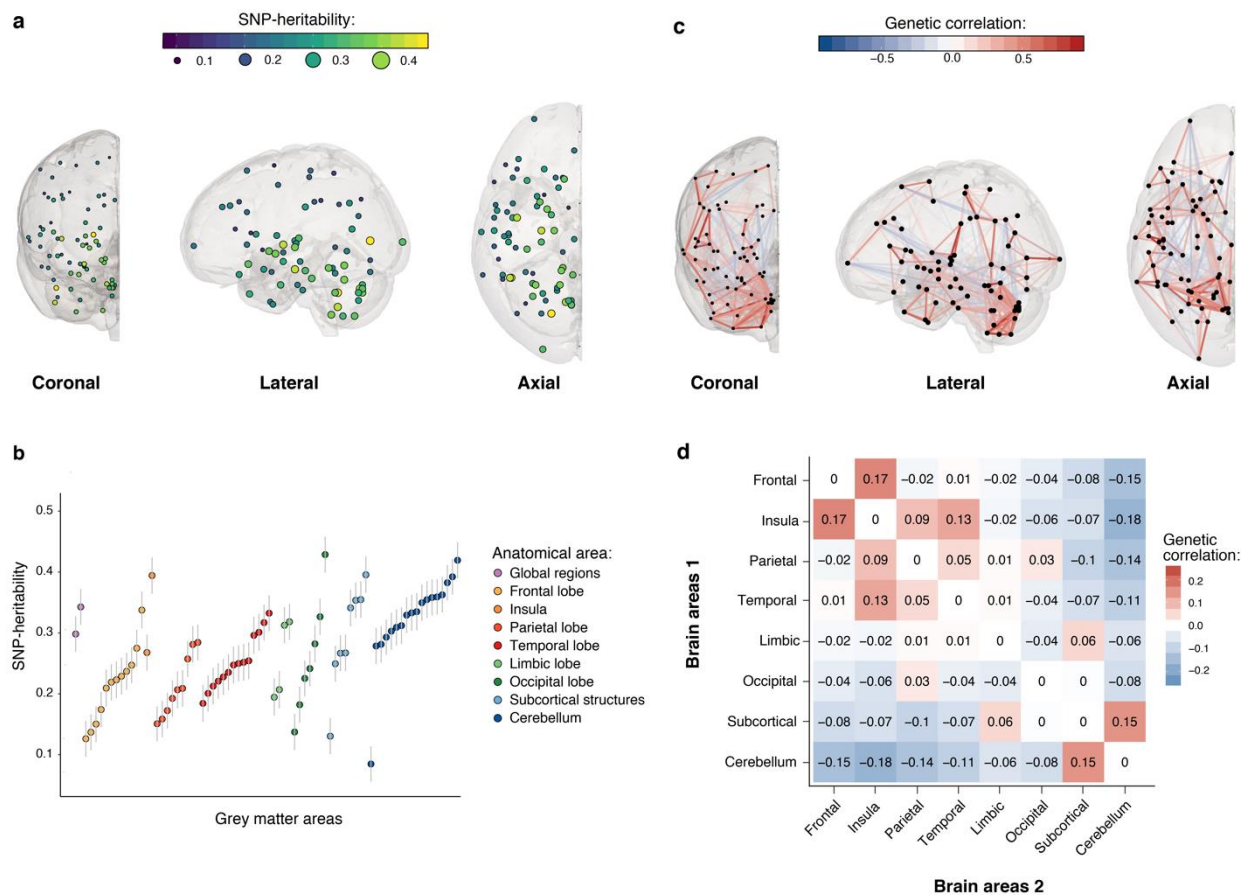 a
SNP-heritability:
0.1 0.2 0.3 0.4
Coronal Lateral Axial
c
Genetic correlation:
−0.5 0.0 0.5
Coronal Lateral Axial
b
SNP-heritability
0.5
0.4
0.3
0.2
0.1
Grey matter areas
Anatomical area:
Global regions
Frontal lobe
Insula
Parietal lobe
Temporal lobe
Limbic lobe
Occipital lobe
Subcortical structures
Cerebellum
d
Brain areas 1
Frontal 0 0.17 −0.02 0.01 −0.02 −0.04 −0.08 −0.15
Insula 0.17 0 0.09 0.13 −0.02 −0.06 −0.07 −0.18
Parietal −0.02 0.09 0 0.05 0.01 0.03 −0.1 −0.14
Temporal 0.01 0.13 0.05 0 0.01 −0.04 −0.07 −0.11
Limbic −0.02 −0.02 0.01 0.01 0 −0.04 0.06 −0.06
Occipital −0.04 −0.06 0.03 −0.04 −0.04 0 0 −0.08
Subcortical −0.08 −0.07 −0.1 −0.07 0.06 0 0 0.15
Cerebellum −0.15 −0.18 −0.14 −0.11 −0.06 −0.08 0.15 0
Frontal Insula Parietal Temporal Limbic Occipital Subcortical Cerebellum
Brain areas 2
Genetic
correlation:
0.2
0.1
0.0
−0.1
−0.2